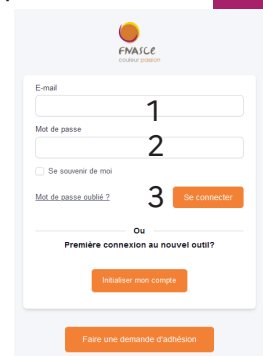 FNASCE
couleur passion
E-mail
1
Mot de passe
2
Se souvenir de moi
Mot de passe oublié ?
3
Se connecter
Ou
Première connexion au nouvel outil?
Initialiser mon compte
Faire une demande d'adhésion